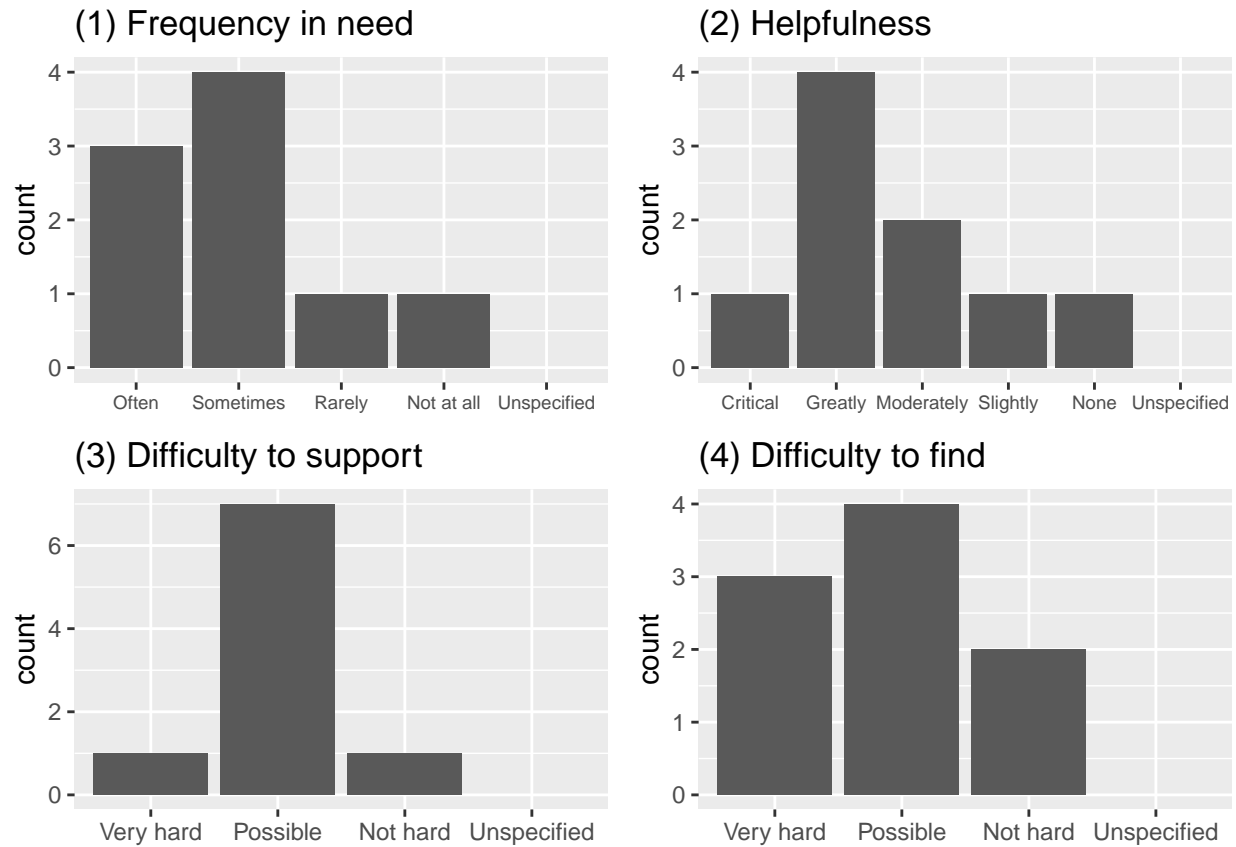 (1) Frequency in need
count
4
3
2
1
0
Often Sometimes Rarely Not at all Unspecified
(2) Helpfulness
count
4
3
2
1
0
Critical Greatly Moderately Slightly None Unspecified
(3) Difficulty to support
count
6
4
2
0
Very hard Possible Not hard Unspecified
(4) Difficulty to find
count
4
3
2
1
0
Very hard Possible Not hard Unspecified